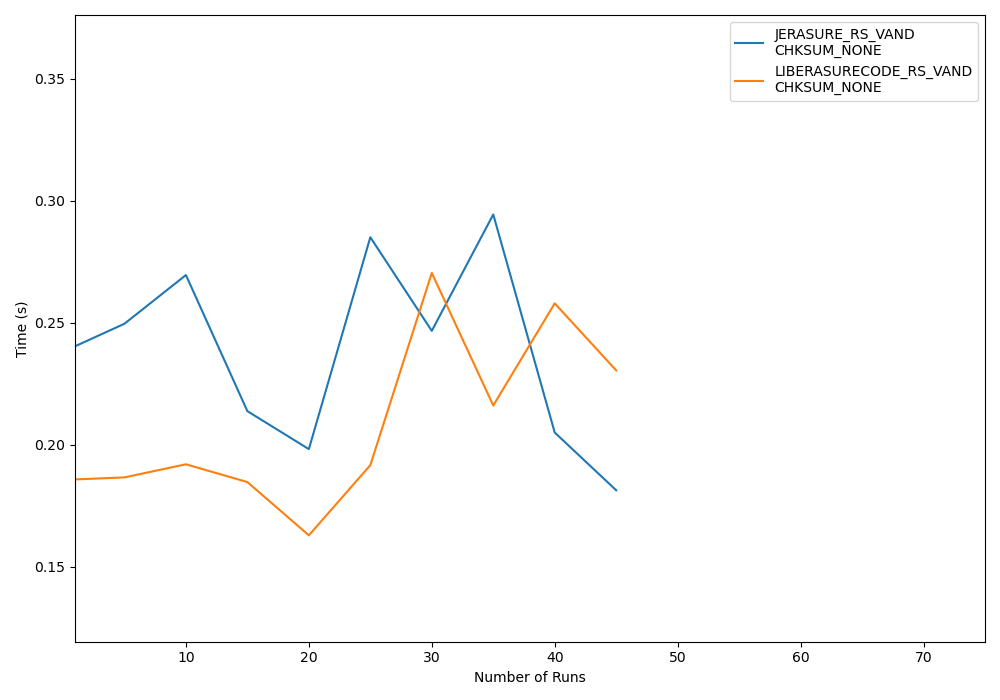 JERASURE_RS_VAND
CHKSUM_NONE
LIBERASURECODE_RS_VAND
CHKSUM_NONE
0.35
0.30
0.25
0.20
0.15
Time (s)
10 20 30 40 50 60 70
Number of Runs